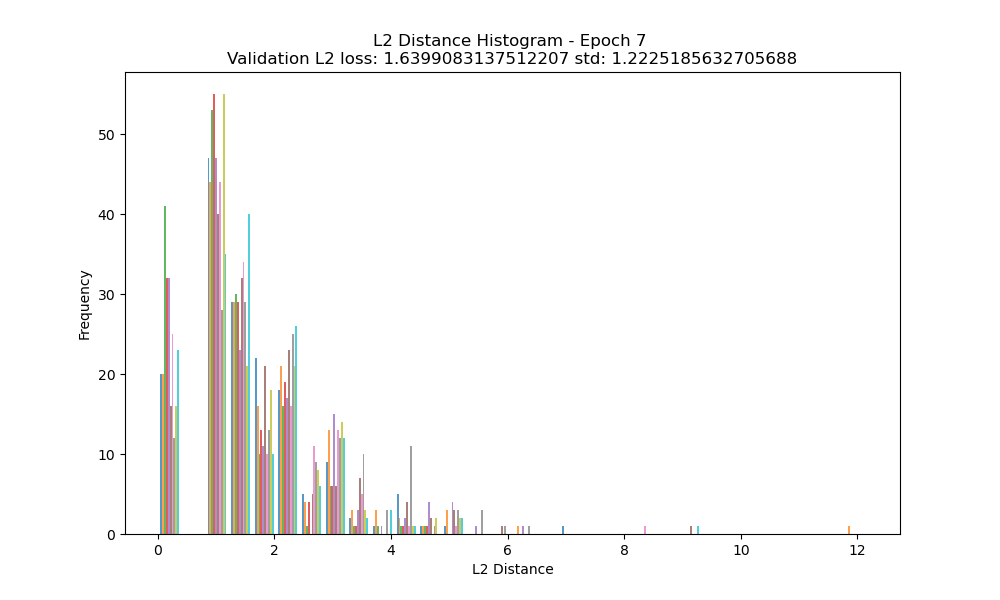 L2 Distance Histogram - Epoch 7
Validation L2 loss: 1.6399083137512207 std: 1.2225185632705688
50
40
30
20
10
0
Frequency
0 2 4 6 8 10 12
L2 Distance